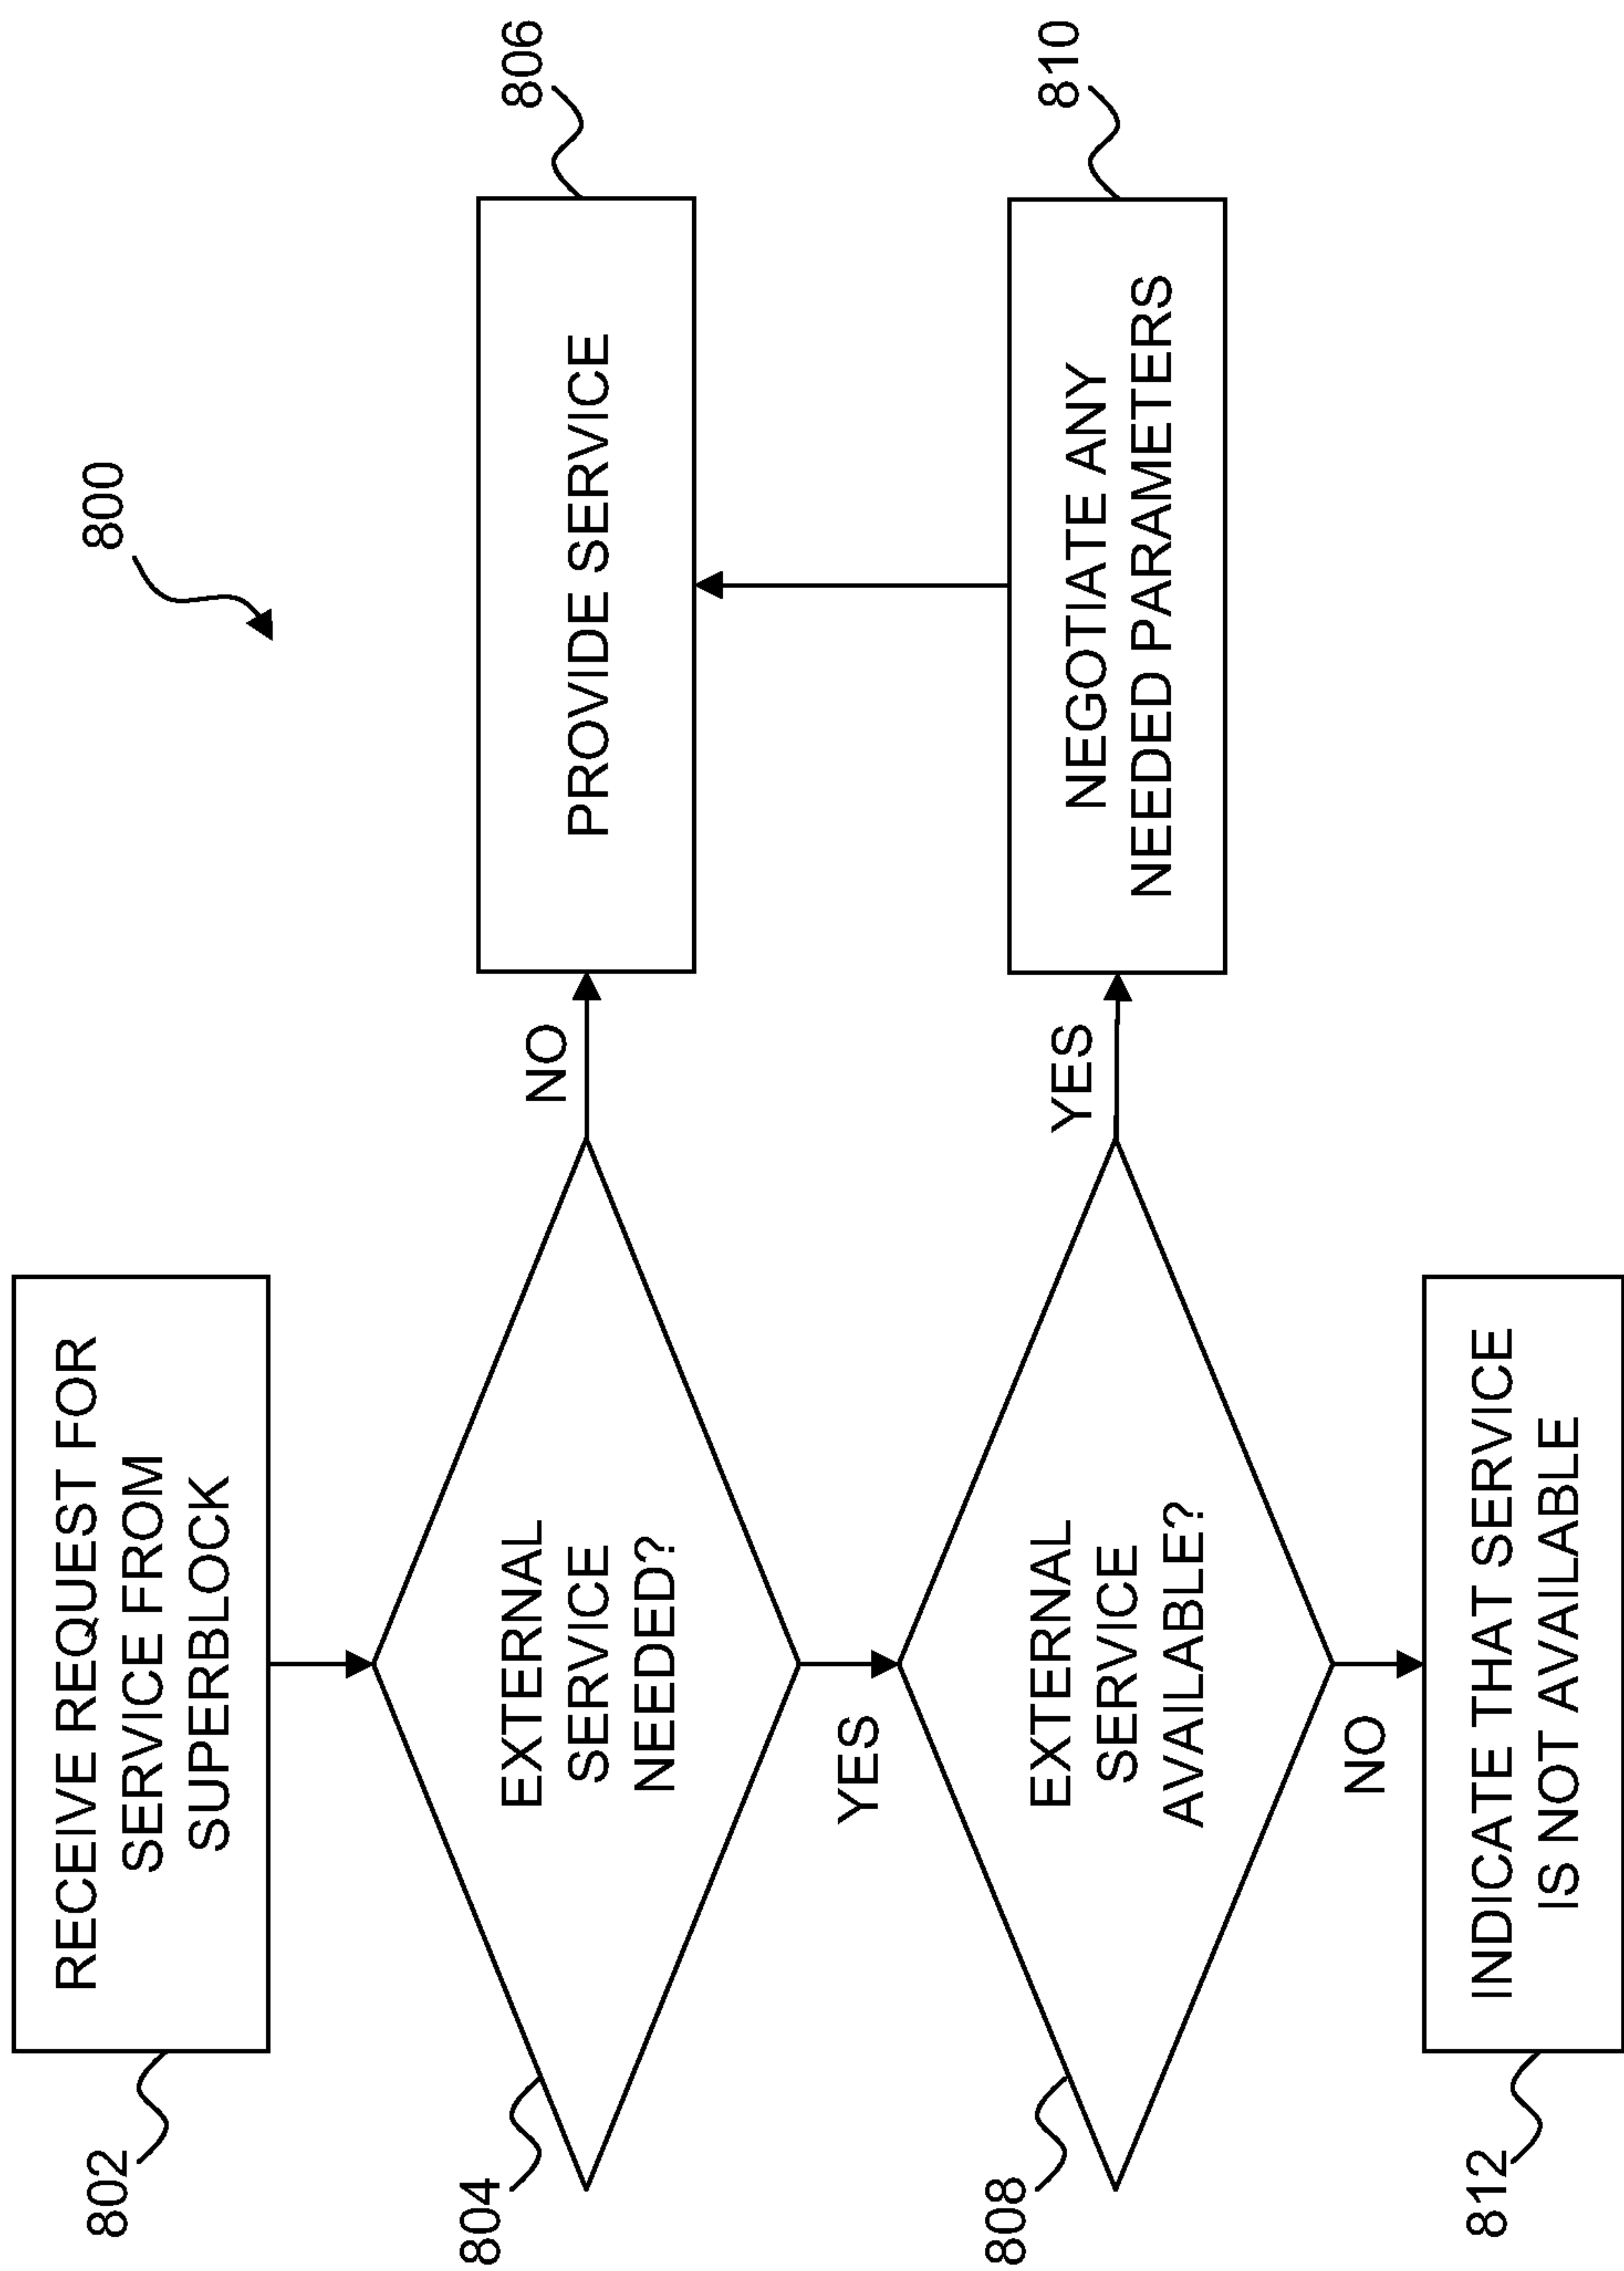 800
802
RECEIVE REQUEST FOR
SERVICE FROM
SUPERBLOCK
804
EXTERNAL
SERVICE
NEEDED?
NO
PROVIDE SERVICE
806
YES
808
EXTERNAL
SERVICE
AVAILABLE?
YES
NEGOTIATE ANY
NEEDED PARAMETERS
810
NO
812
INDICATE THAT SERVICE
IS NOT AVAILABLE